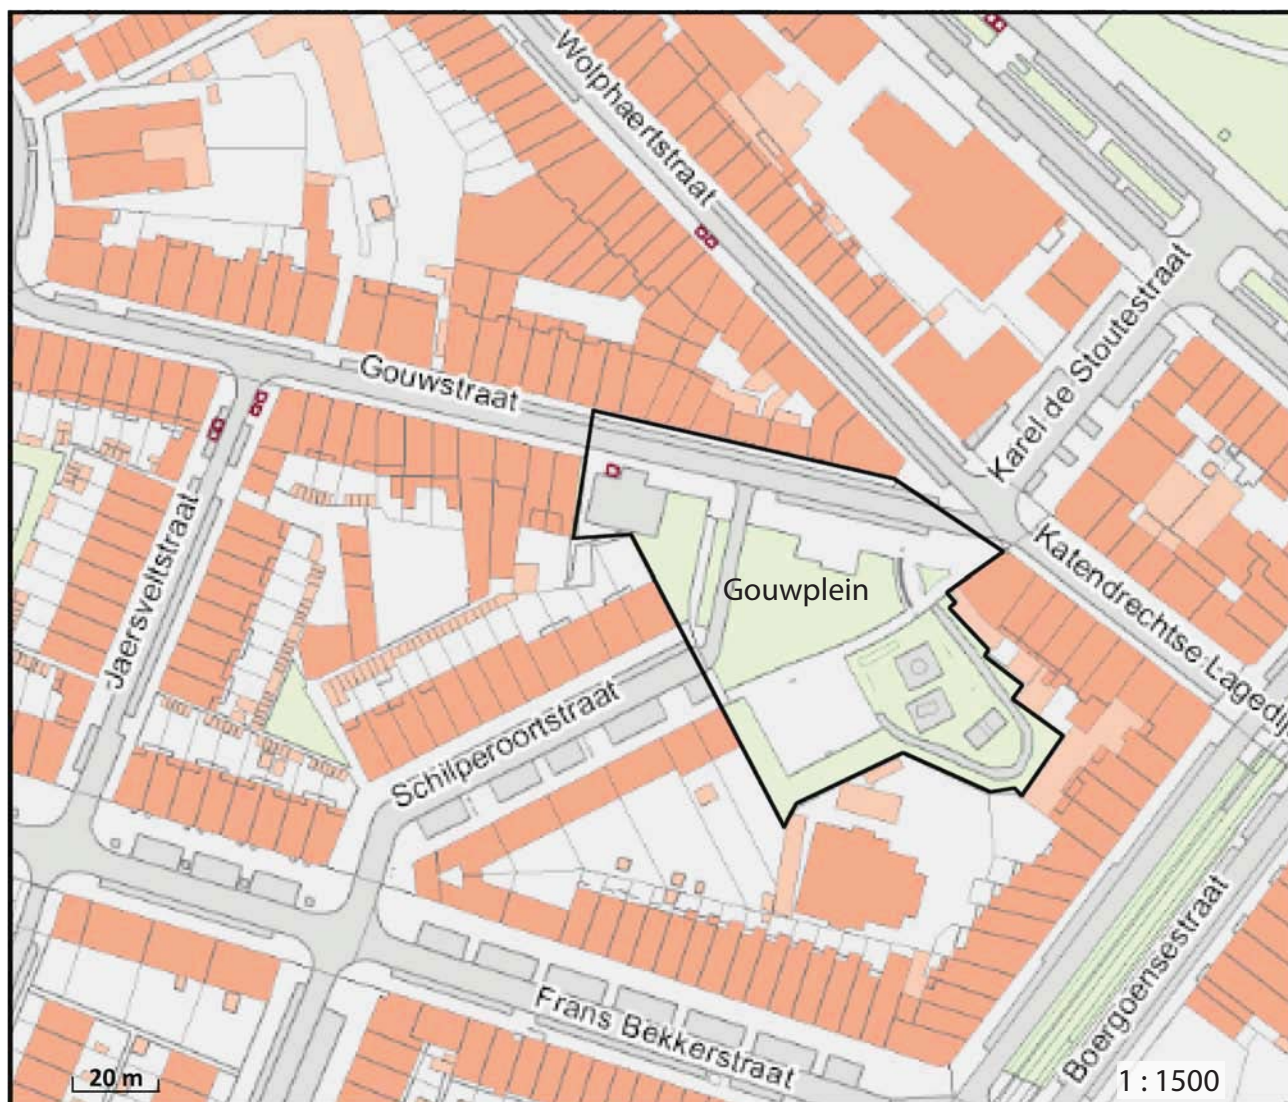 Wolphaertstraat
Karel de Stoutestraat
Gouwstraat
Katendrechtse Lagedij
Gouwplein
Jaersveltstraat
Schilperoortstraat
Boergoensestraat
Frans Bekkerstraat
20 m
1 : 1500